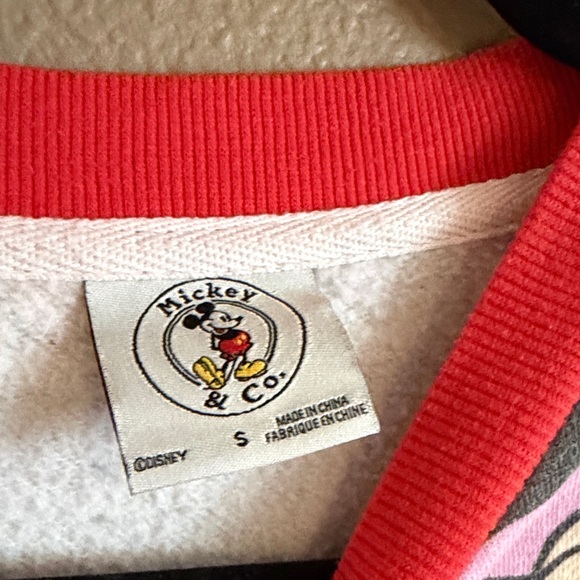 Mickey
& Co.
S
MADE IN CHINA
FABRIQUE EN CHINE
©DISNEY